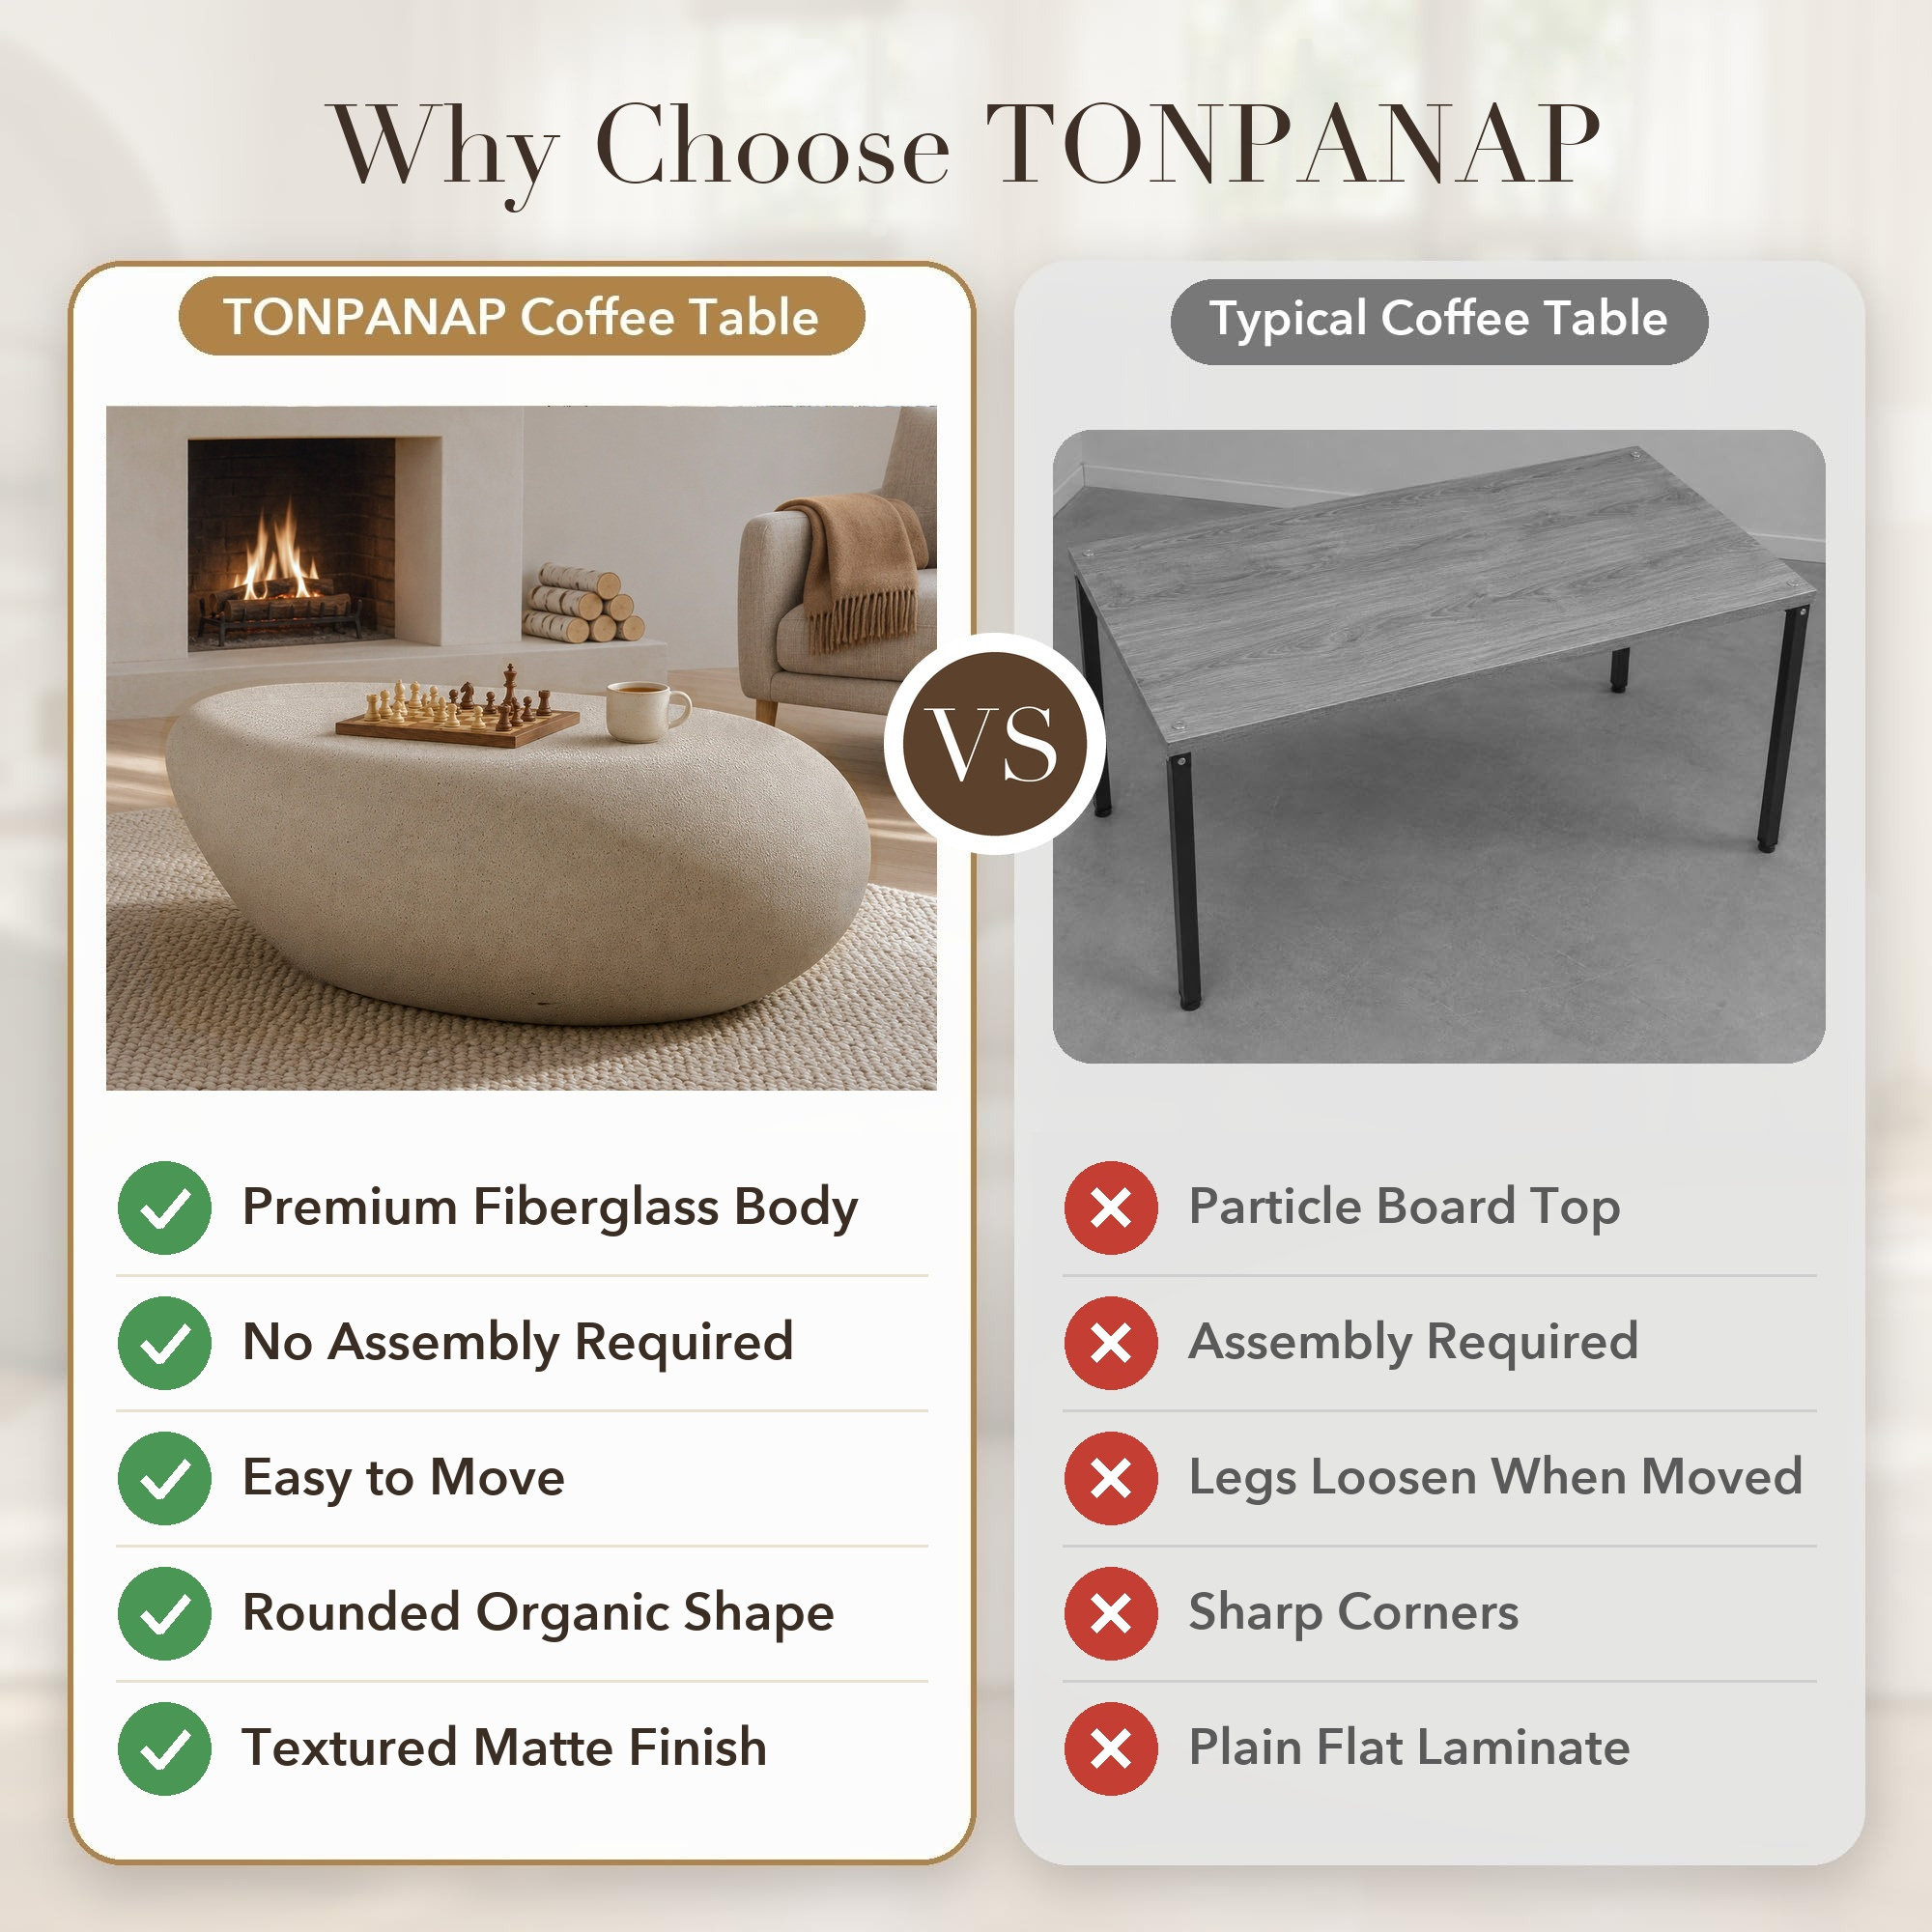 Why Choose TONPANAP
TONPANAP Coffee Table
Typical Coffee Table
VS
Premium Fiberglass Body
Particle Board Top
No Assembly Required
Assembly Required
Easy to Move
Legs Loosen When Moved
Rounded Organic Shape
Sharp Corners
Textured Matte Finish
Plain Flat Laminate